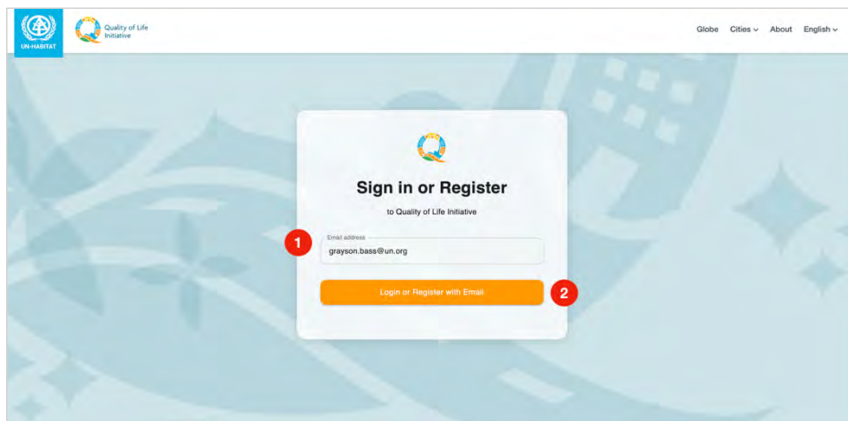 UN-HABITAT
Quality of Life
Initiative
Globe Cities About English
Sign in or Register
to Quality of Life Initiative
Email address
1 grayson.bass@un.org
Login or Register with Email 2